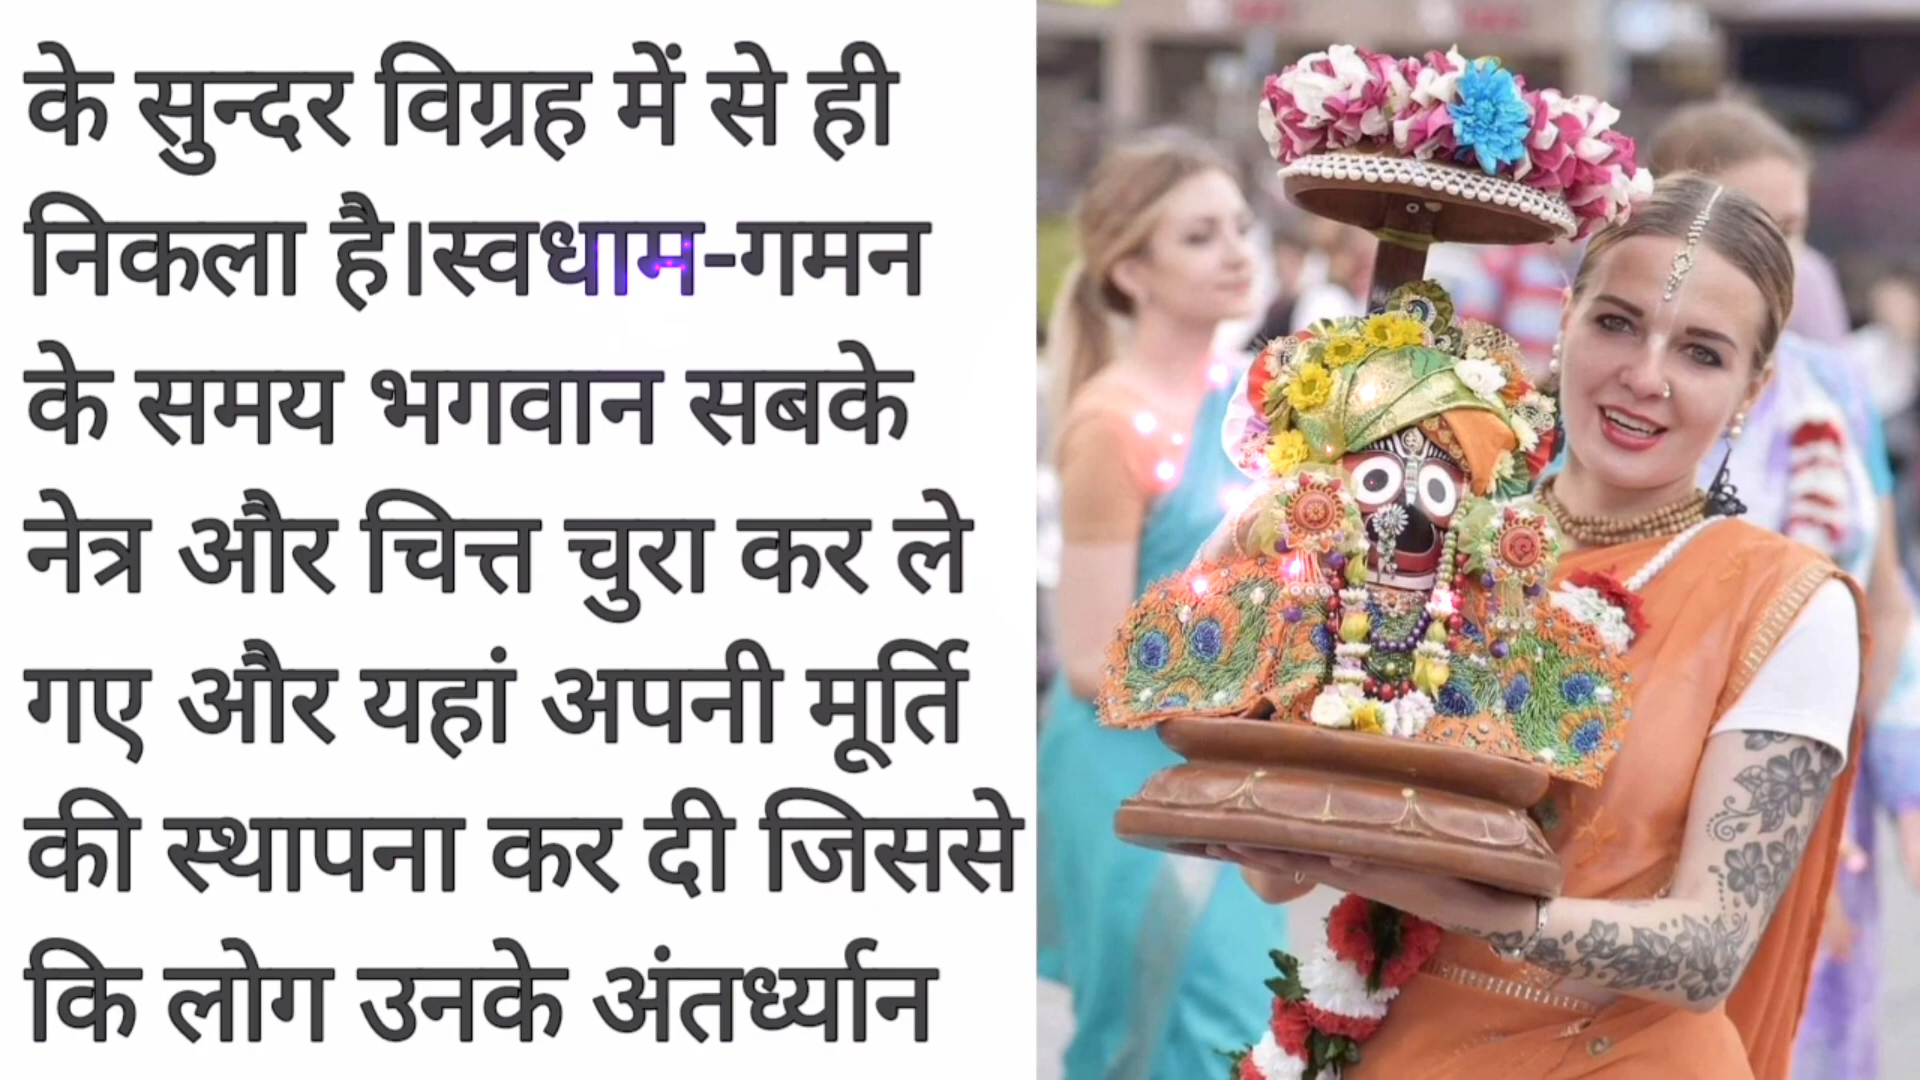 के सुन्दर विग्रह में से ही
निकला है।स्वधाम-गमन
के समय भगवान सबके
नेत्र और चित्त चुरा कर ले
गए और यहां अपनी मूर्ति
की स्थापना कर दी जिससे
कि लोग उनके अंतर्ध्यान